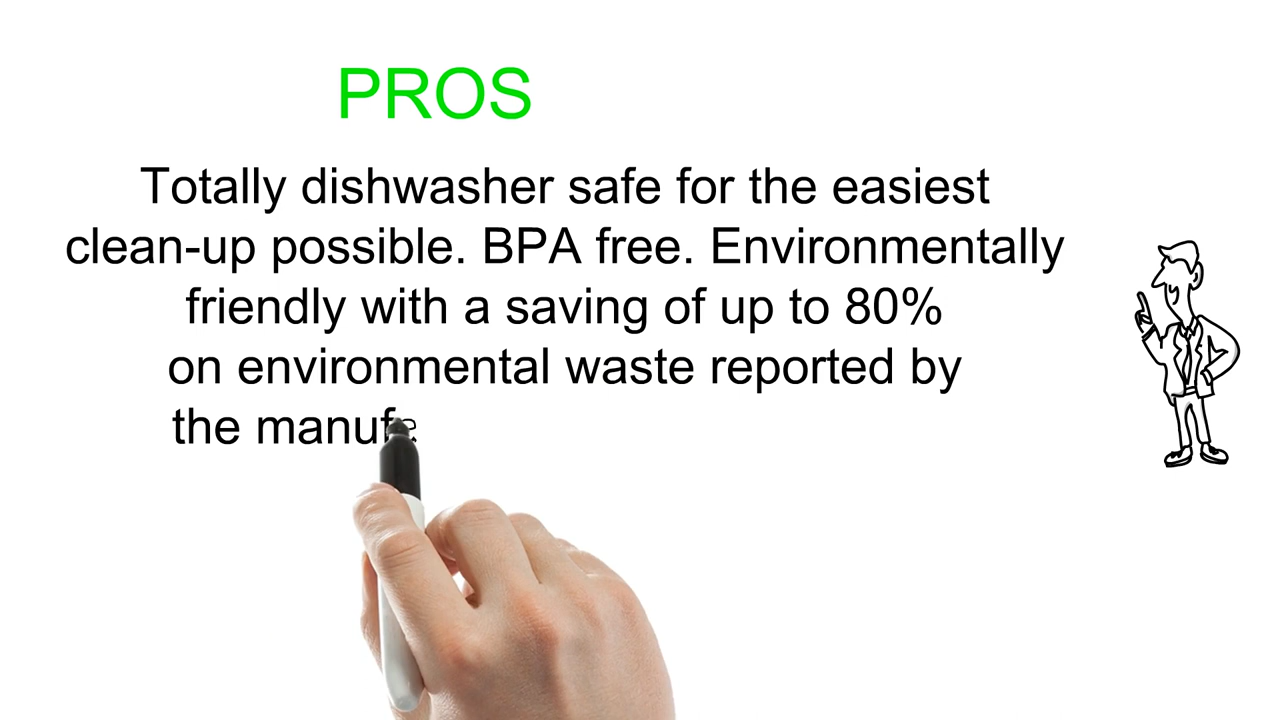 PROS
Totally dishwasher safe for the easiest
clean-up possible. BPA free. Environmentally
friendly with a saving of up to 80%
on environmental waste reported by
the manufa